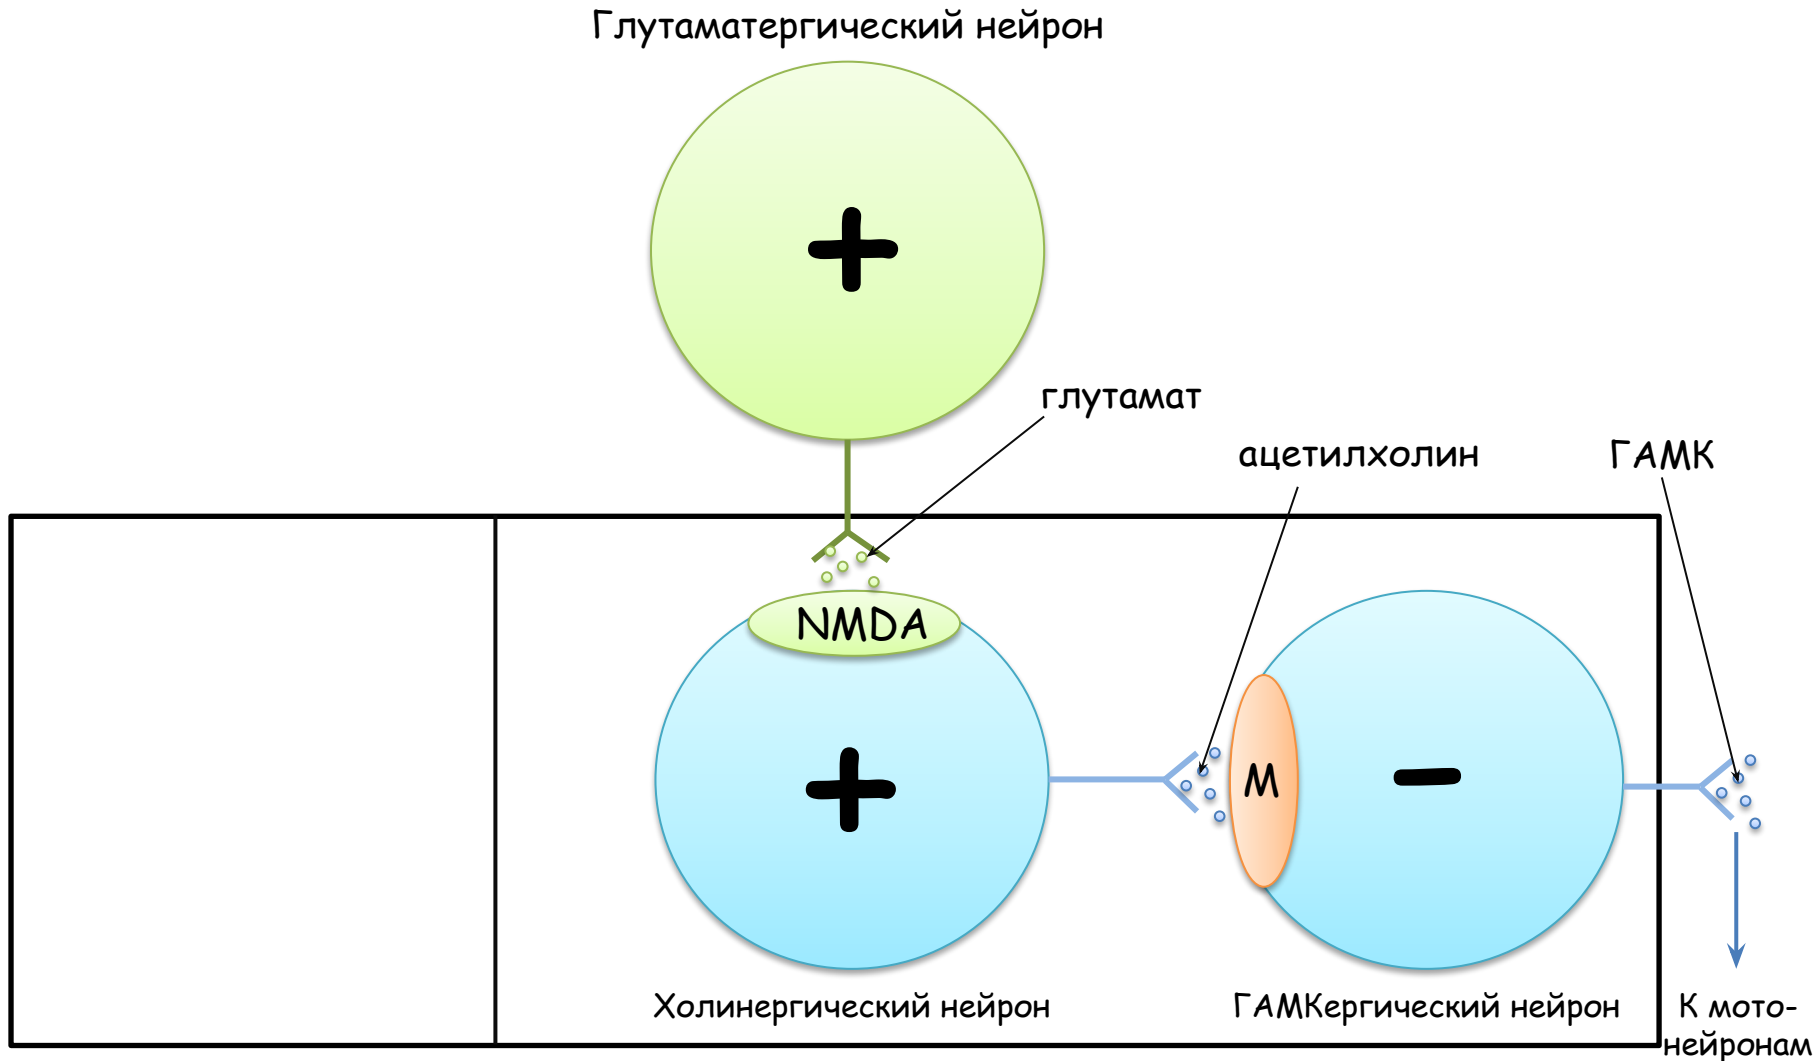 Глутаматергический нейрон
+
глутамат
ацетилхолин
ГАМК
NMDA
+
М
–
Холинергический нейрон
ГАМКергический нейрон
К мото-
нейронам